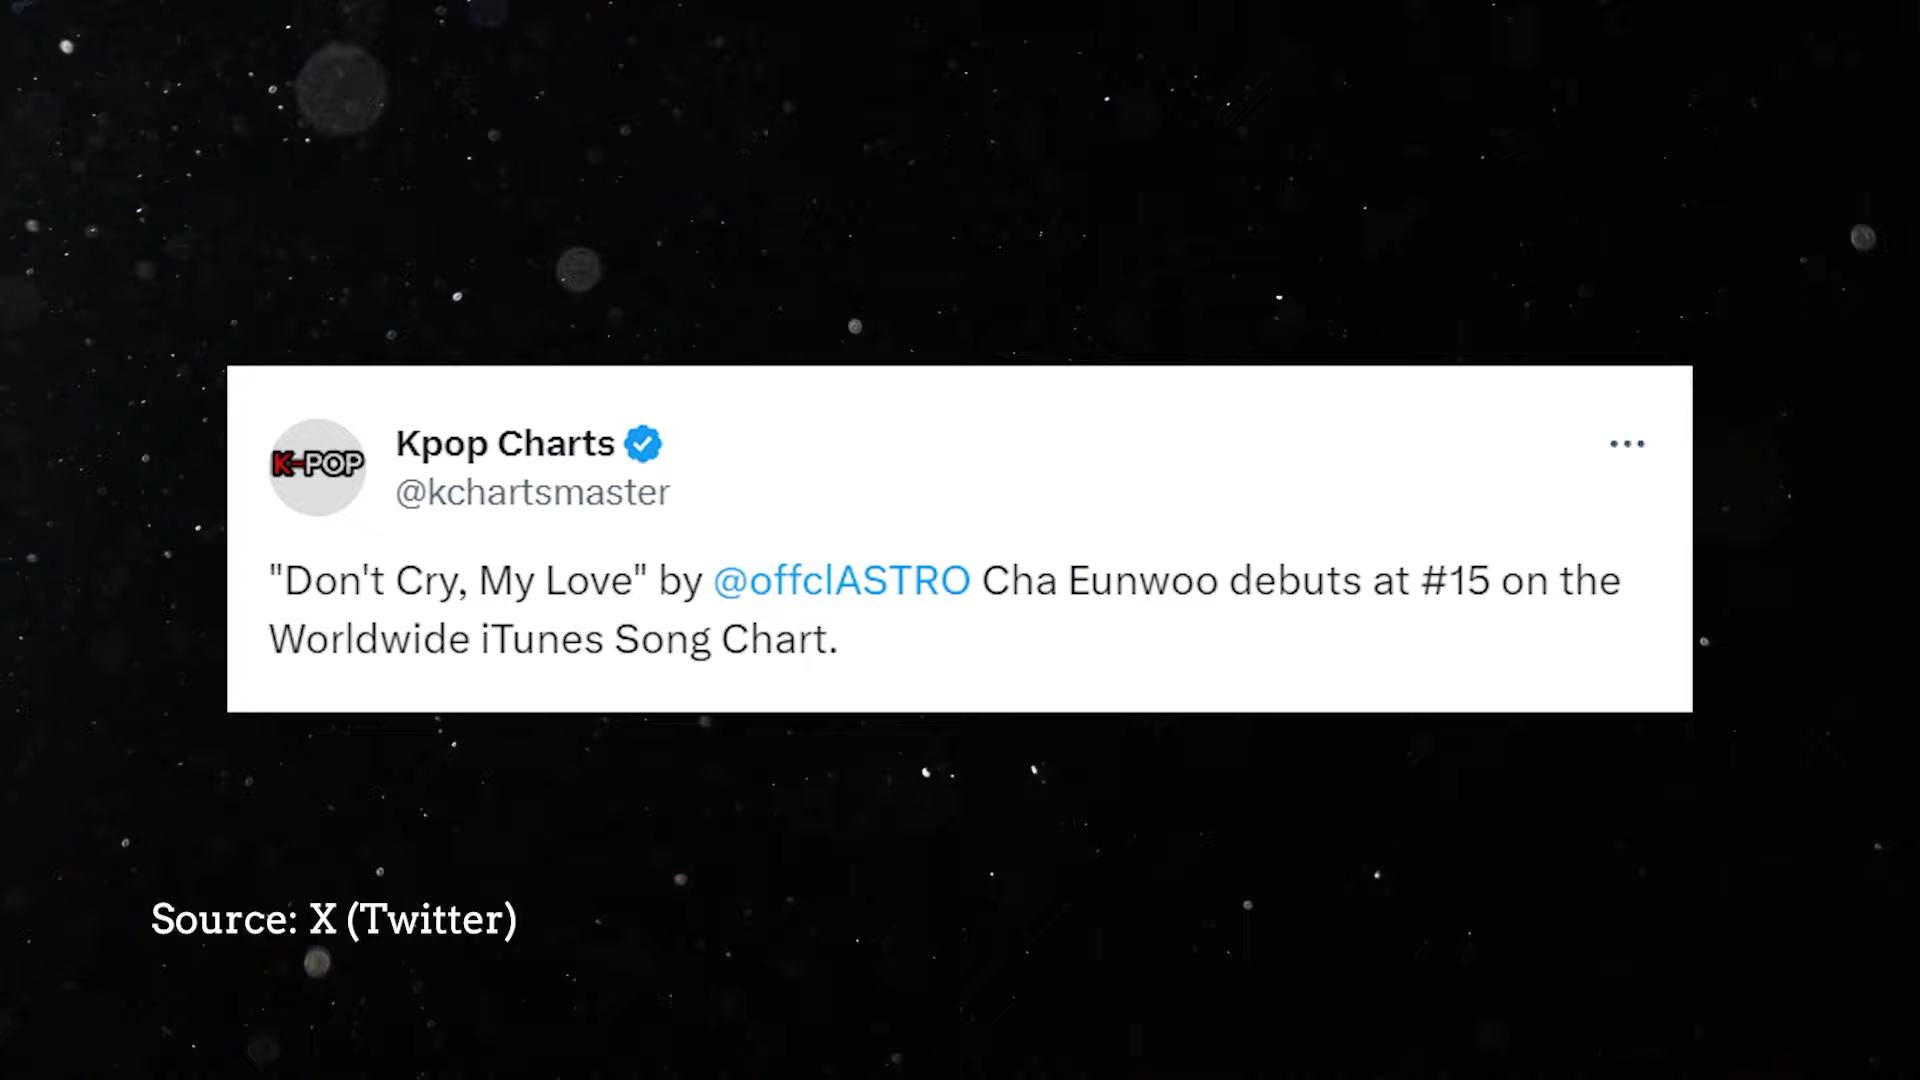 K-POP
Kpop Charts
@kchartsmaster
"Don't Cry, My Love" by @offclASTRO Cha Eunwoo debuts at #15 on the
Worldwide iTunes Song Chart.
Source: X (Twitter)